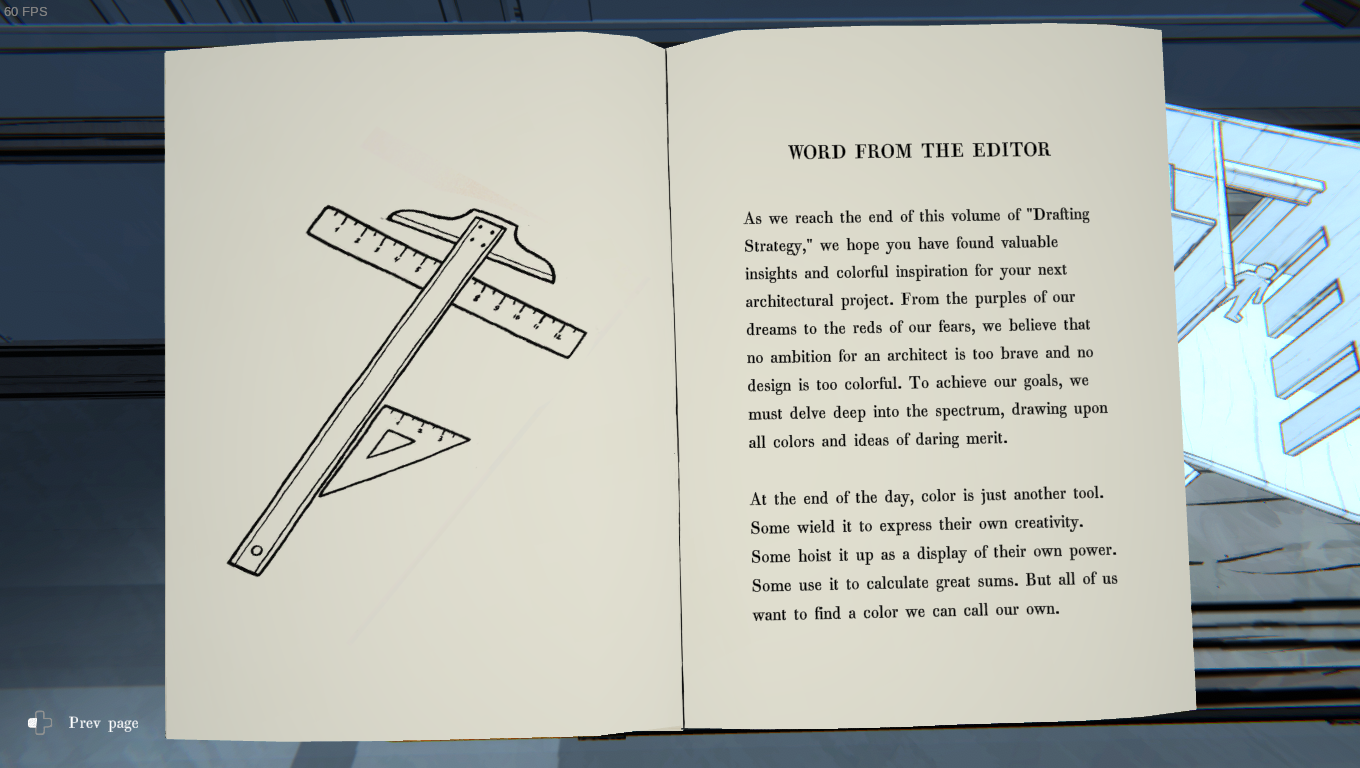 60 FPS
WORD FROM THE EDITOR
As we reach the end of this volume of "Drafting
Strategy," we hope you have found valuable
insights and colorful inspiration for your next
architectural project. From the purples of our
dreams to the reds of our fears, we believe that
no ambition for an architect is too brave and no
design is too colorful. To achieve our goals, we
must delve deep into the spectrum, drawing upon
all colors and ideas of daring merit.
At the end of the day, color is just another tool.
Some wield it to express their own creativity.
Some hoist it up as a display of their own power.
Some use it to calculate great sums. But all of us
want to find a color we can call our own.
Prev page